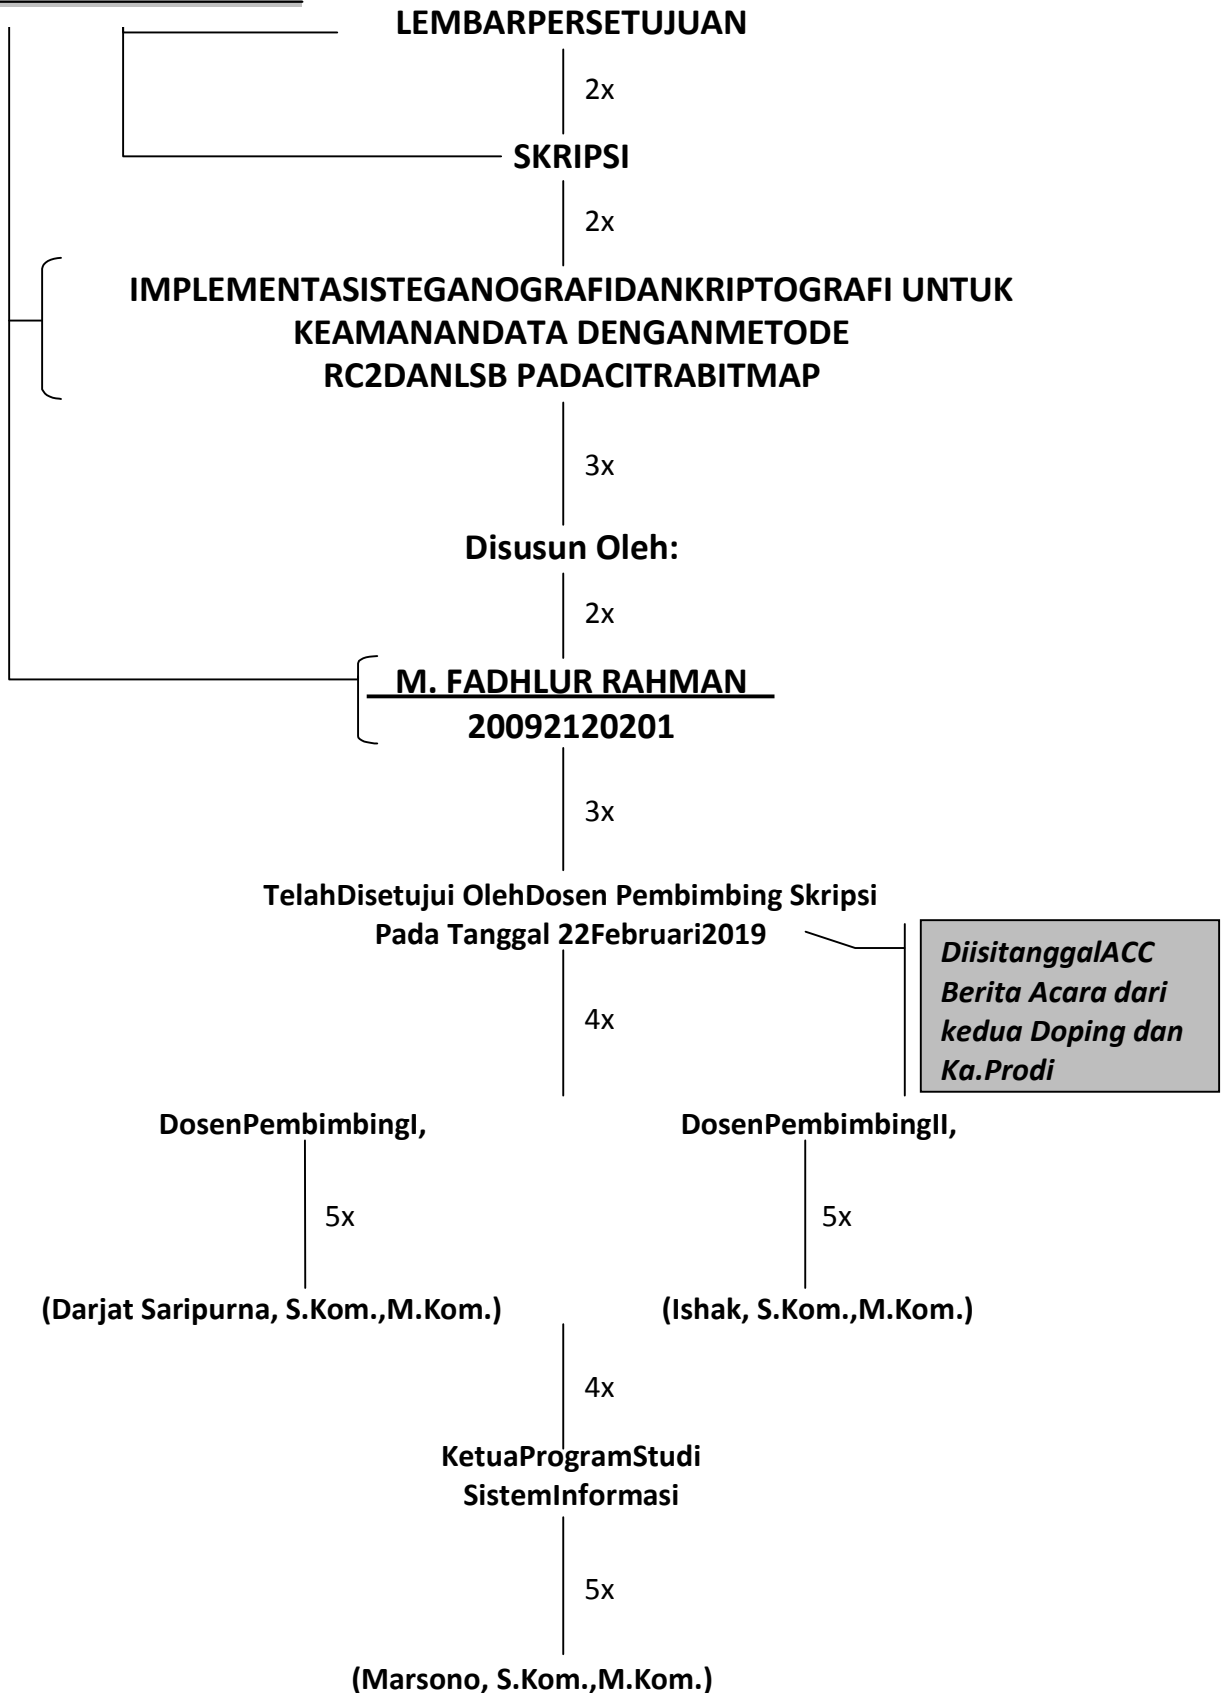 LEMBARPERSETUJUAN
2x
SKRIPSI
2x
IMPLEMENTASISTEGANOGRAFIDANKRIPTOGRAFI UNTUK
KEAMANANDATA DENGANMETODE
RC2DANLSB PADACITRABITMAP
3x
Disusun Oleh:
2x
M. FADHLUR RAHMAN
20092120201
3x
TelahDisetujui OlehDosen Pembimbing Skripsi
Pada Tanggal 22Februari2019
DiisitanggalACC
Berita Acara dari
kedua Doping dan
Ka.Prodi
4x
DosenPembimbingI,
DosenPembimbingII,
5x
5x
(Darjat Saripurna, S.Kom.,M.Kom.)
(Ishak, S.Kom.,M.Kom.)
4x
KetuaProgramStudi
SistemInformasi
5x
(Marsono, S.Kom.,M.Kom.)